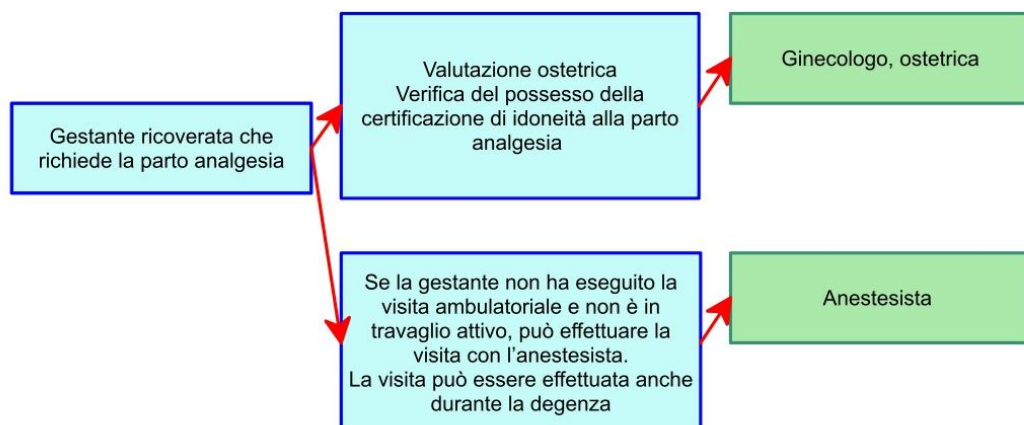 Gestante ricoverata che
richiede la parto analgesia
Valutazione ostetrica
Verifica del possesso della
certificazione di idoneità alla parto
analgesia
Ginecologo, ostetrica
Se la gestante non ha eseguito la
visita ambulatoriale e non è in
travaglio attivo, può effettuare la
visita con l'anestesista.
La visita può essere effettuata anche
durante la degenza
Anestesista